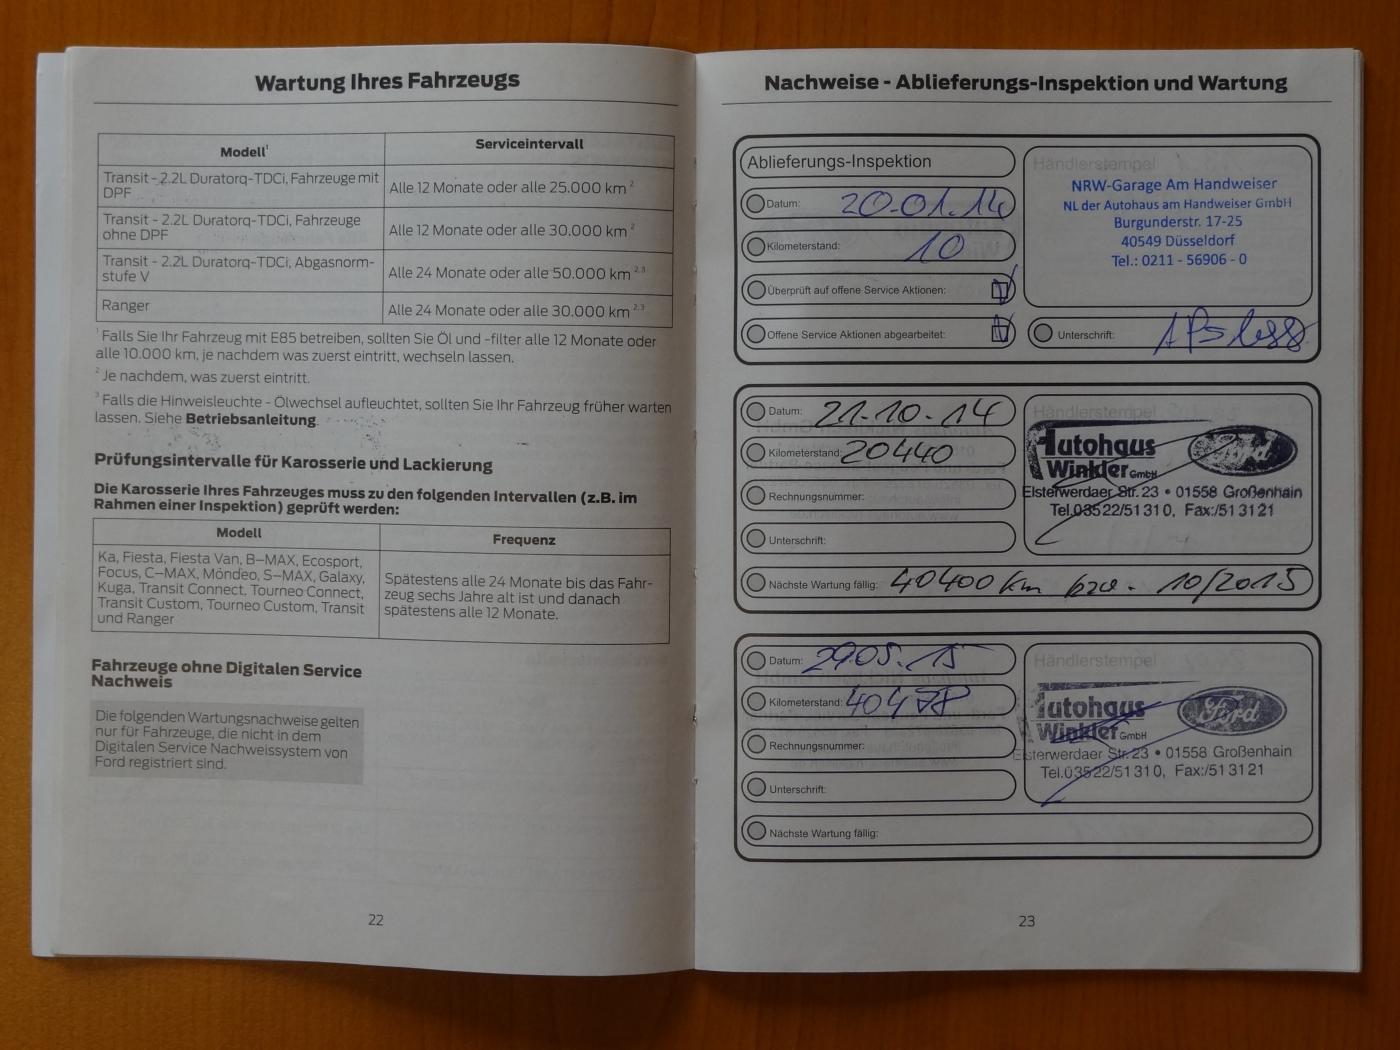 Wartung Ihres Fahrzeugs
Modell¹
Serviceintervall
Transit - 2.2L Duratorq-TDCi, Fahrzeuge mit
DPF
Alle 12 Monate oder alle 25.000 km ²
Transit - 2.2L Duratorq-TDCi, Fahrzeuge
ohne DPF
Alle 12 Monate oder alle 30.000 km ²
Transit - 2.2L Duratorq-TDCi, Abgasnorm-
stufe V
Alle 24 Monate oder alle 50.000 km ²,³
Ranger
Alle 24 Monate oder alle 30.000 km ²,³
¹ Falls Sie Ihr Fahrzeug mit E85 betreiben, sollten Sie Öl und -filter alle 12 Monate oder
alle 10.000 km, je nachdem was zuerst eintritt, wechseln lassen.
² Je nachdem, was zuerst eintritt.
³ Falls die Hinweisleuchte - Ölwechsel aufleuchtet, sollten Sie Ihr Fahrzeug früher warten
lassen. Siehe Betriebsanleitung.
Prüfungsintervalle für Karosserie und Lackierung
Die Karosserie Ihres Fahrzeuges muss zu den folgenden Intervallen (z.B. im
Rahmen einer Inspektion) geprüft werden:
Modell
Frequenz
Ka, Fiesta, Fiesta Van, B-MAX, Ecosport,
Focus, C-MAX, Mondeo, S-MAX, Galaxy,
Kuga, Transit Connect, Tourneo Connect,
Transit Custom, Tourneo Custom, Transit
und Ranger
Spätestens alle 24 Monate bis das Fahr-
zeug sechs Jahre alt ist und danach
spätestens alle 12 Monate.
Fahrzeuge ohne Digitalen Service
Nachweis
Die folgenden Wartungsnachweise gelten
nur für Fahrzeuge, die nicht in dem
Digitalen Service Nachweissystem von
Ford registriert sind.
22
Nachweise - Ablieferungs-Inspektion und Wartung
Ablieferungs-Inspektion
Datum: 20.01.14
Kilometerstand: 10
Überprüft auf offene Service Aktionen:
Offene Service Aktionen abgearbeitet:
Händlerstempel
NRW-Garage Am Handweiser
NL der Autohaus am Handweiser GmbH
Burgunderstr. 17-25
40549 Düsseldorf
Tel.: 0211 - 56906 - 0
Unterschrift:
Datum: 21.10.14
Kilometerstand: 20440
Rechnungsnummer:
Unterschrift:
Händlerstempel
Autohaus
Winkler GmbH
Ford
Elsterwerdaer Str. 23 • 01558 Großenhain
Tel.03522/51310, Fax:/513121
Nächste Wartung fällig: 40400 km bzw. 10/2015
Datum: 29.05.15
Kilometerstand: 40478
Rechnungsnummer:
Unterschrift:
Händlerstempel
Autohaus
Winkler GmbH
Ford
Elsterwerdaer Str. 23 • 01558 Großenhain
Tel.03522/51310, Fax:/513121
Nächste Wartung fällig:
23